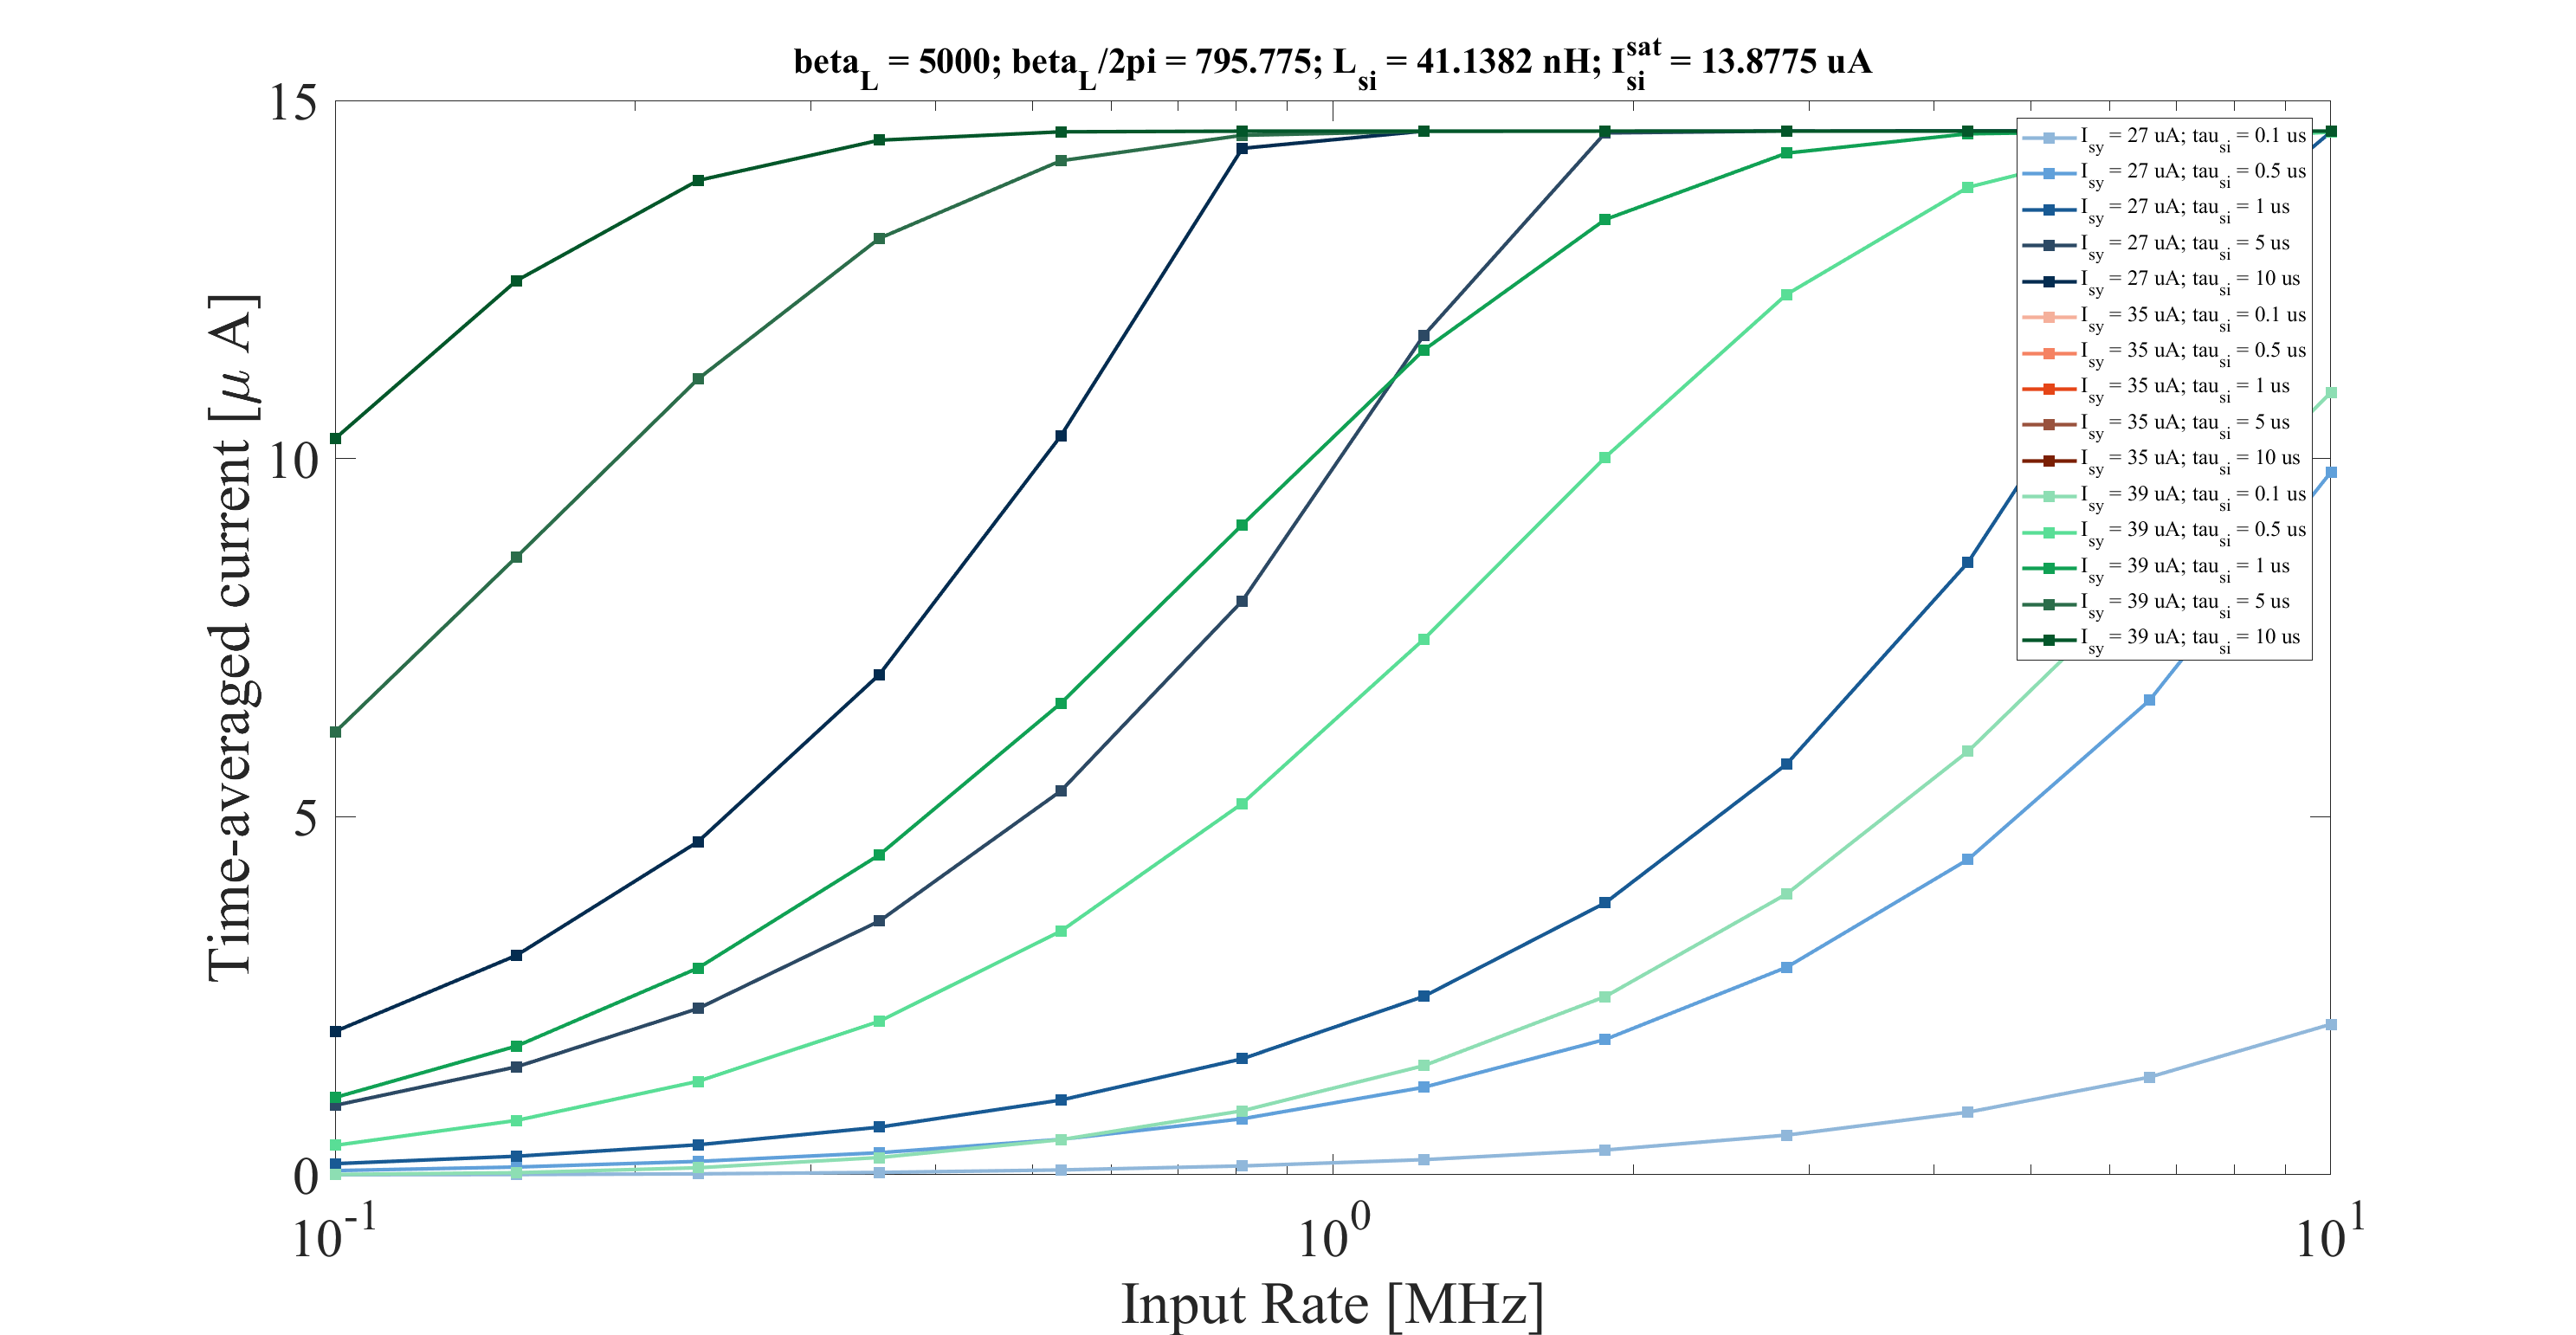 beta_L = 5000; beta_L/2pi = 795.775; L_si = 41.1382 nH; I_si^sat = 13.8775 uA
15
10
5
0
Time-averaged current [μ A]
10^-1
10^0
10^1
Input Rate [MHz]
I_sy = 27 uA; tau_si = 0.1 us
I_sy = 27 uA; tau_si = 0.5 us
I_sy = 27 uA; tau_si = 1 us
I_sy = 27 uA; tau_si = 5 us
I_sy = 27 uA; tau_si = 10 us
I_sy = 35 uA; tau_si = 0.1 us
I_sy = 35 uA; tau_si = 0.5 us
I_sy = 35 uA; tau_si = 1 us
I_sy = 35 uA; tau_si = 5 us
I_sy = 35 uA; tau_si = 10 us
I_sy = 39 uA; tau_si = 0.1 us
I_sy = 39 uA; tau_si = 0.5 us
I_sy = 39 uA; tau_si = 1 us
I_sy = 39 uA; tau_si = 5 us
I_sy = 39 uA; tau_si = 10 us